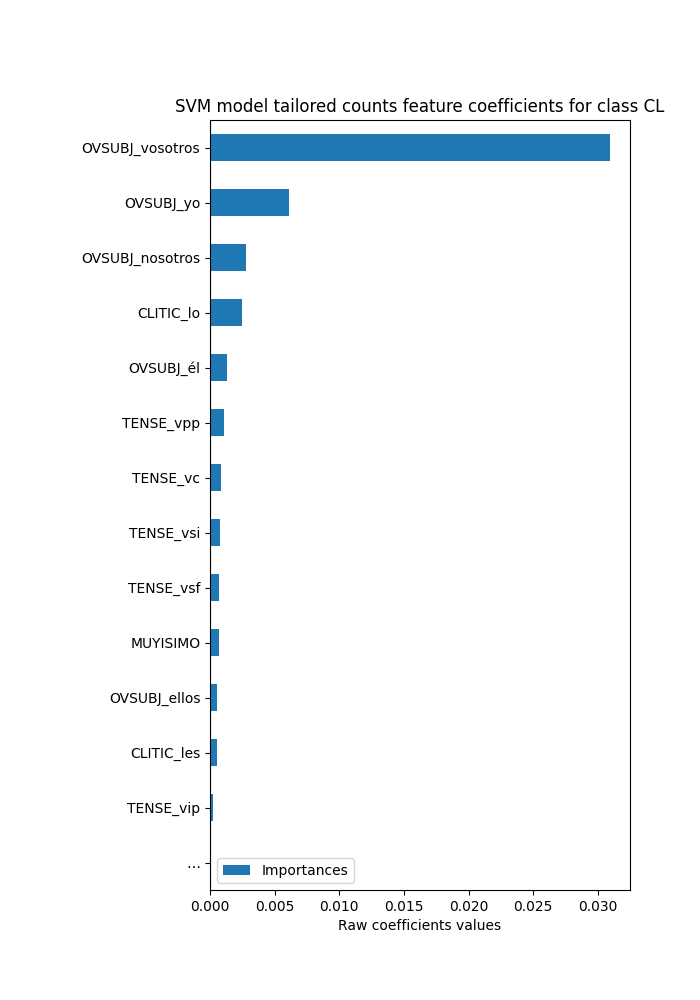 SVM model tailored counts feature coefficients for class CL
OVSUBJ_vosotros
OVSUBJ_yo
OVSUBJ_nosotros
CLITIC_lo
OVSUBJ_él
TENSE_vpp
TENSE_vc
TENSE_vsi
TENSE_vsf
MUYISIMO
OVSUBJ_ellos
CLITIC_les
TENSE_vip
...
Importances
0.000 0.005 0.010 0.015 0.020 0.025 0.030
Raw coefficients values